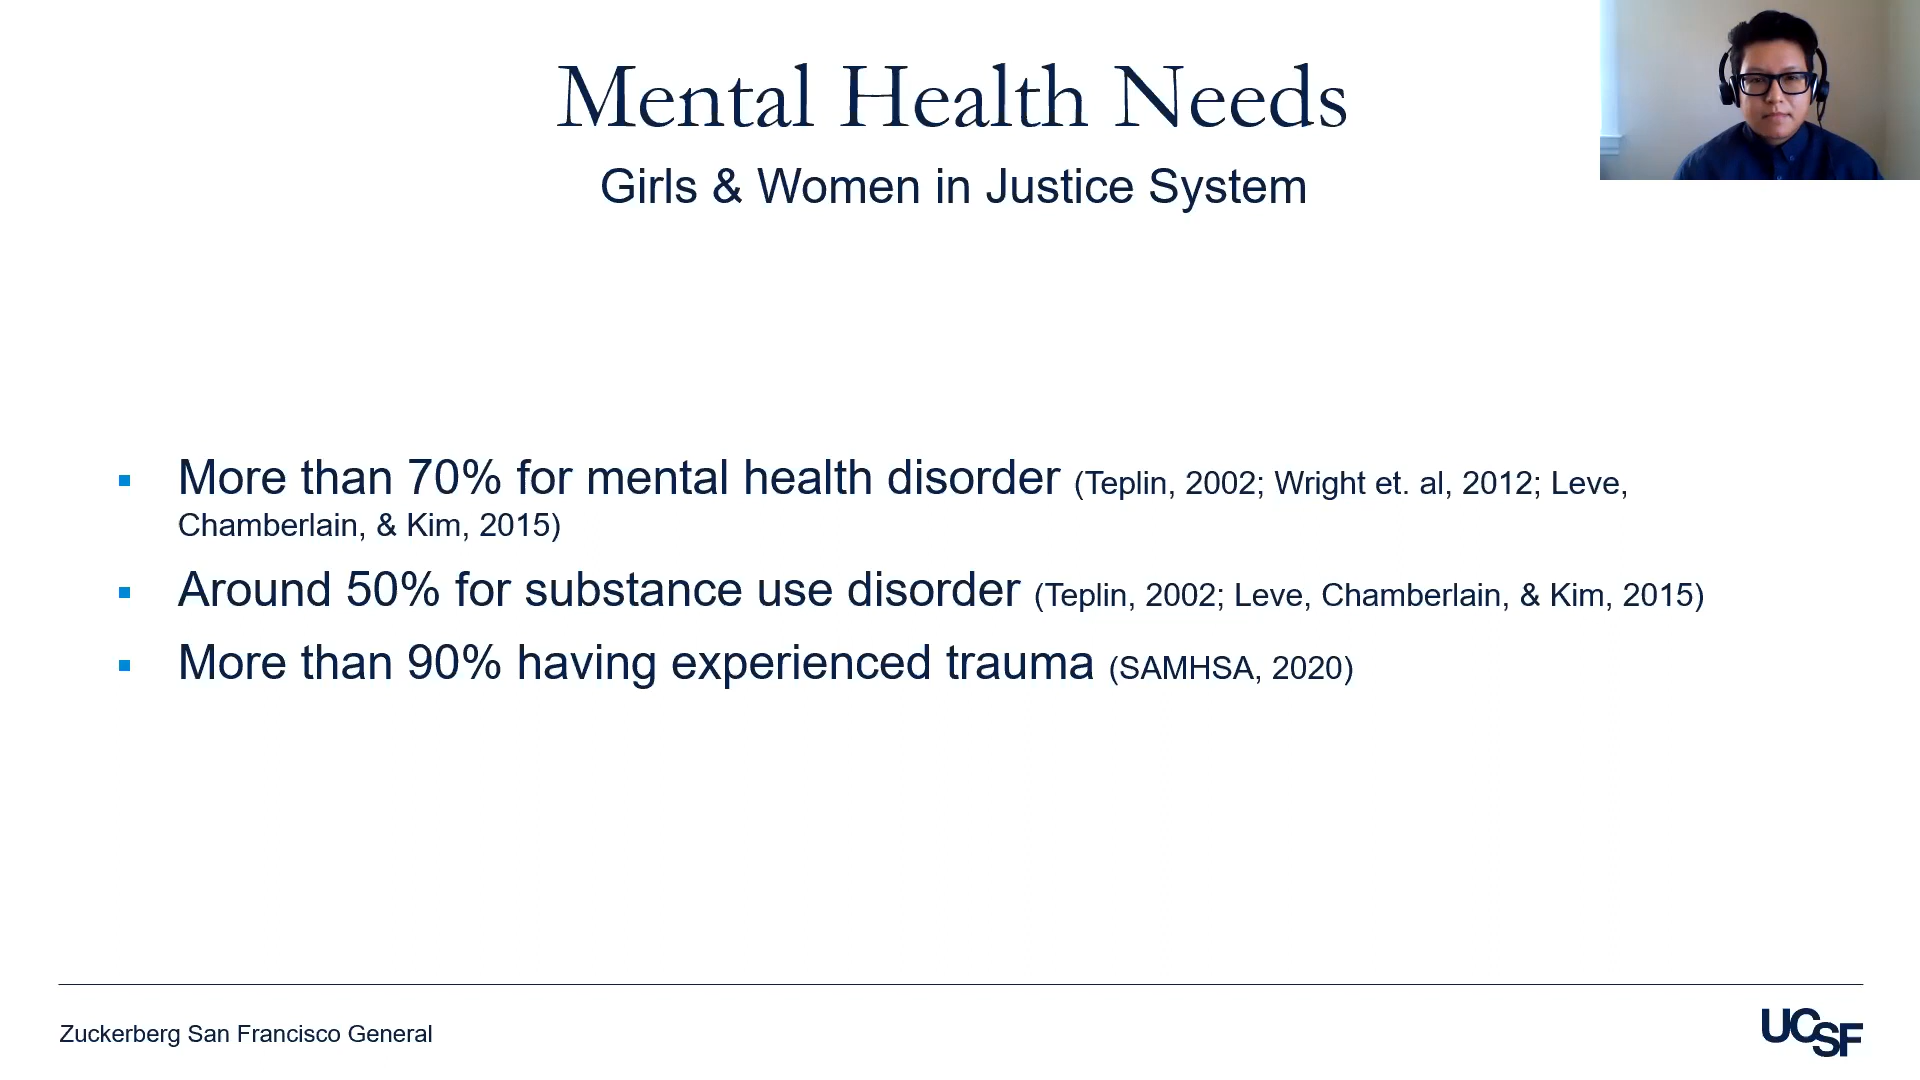 Mental Health Needs
Girls & Women in Justice System
▪ More than 70% for mental health disorder (Teplin, 2002; Wright et. al, 2012; Leve,
Chamberlain, & Kim, 2015)
▪ Around 50% for substance use disorder (Teplin, 2002; Leve, Chamberlain, & Kim, 2015)
▪ More than 90% having experienced trauma (SAMHSA, 2020)
Zuckerberg San Francisco General
UCSF